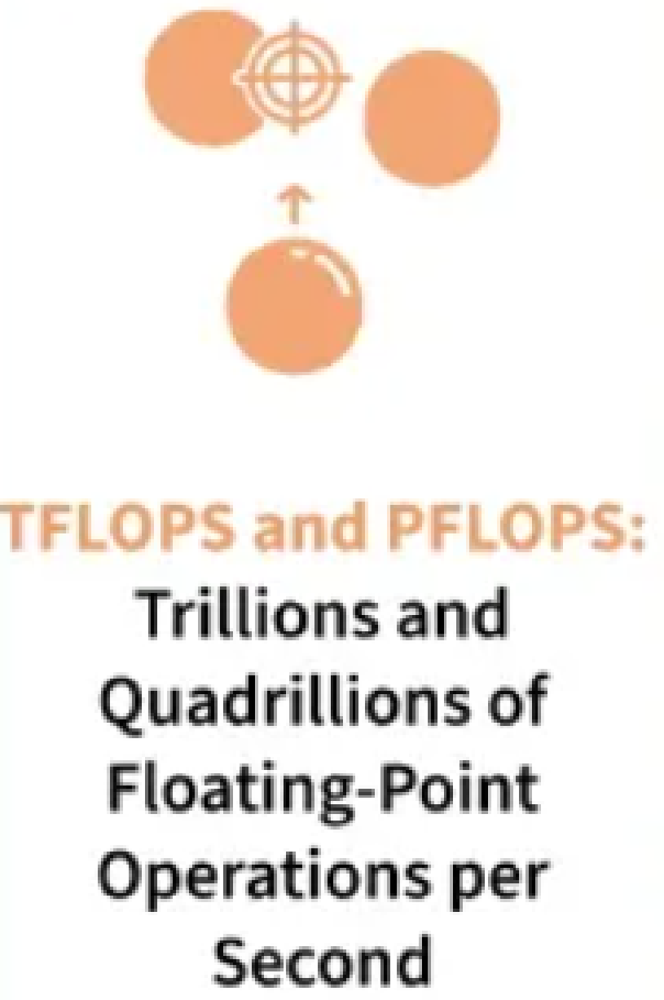 TFLOPS and PFLOPS:
Trillions and
Quadrillions of
Floating-Point
Operations per
Second